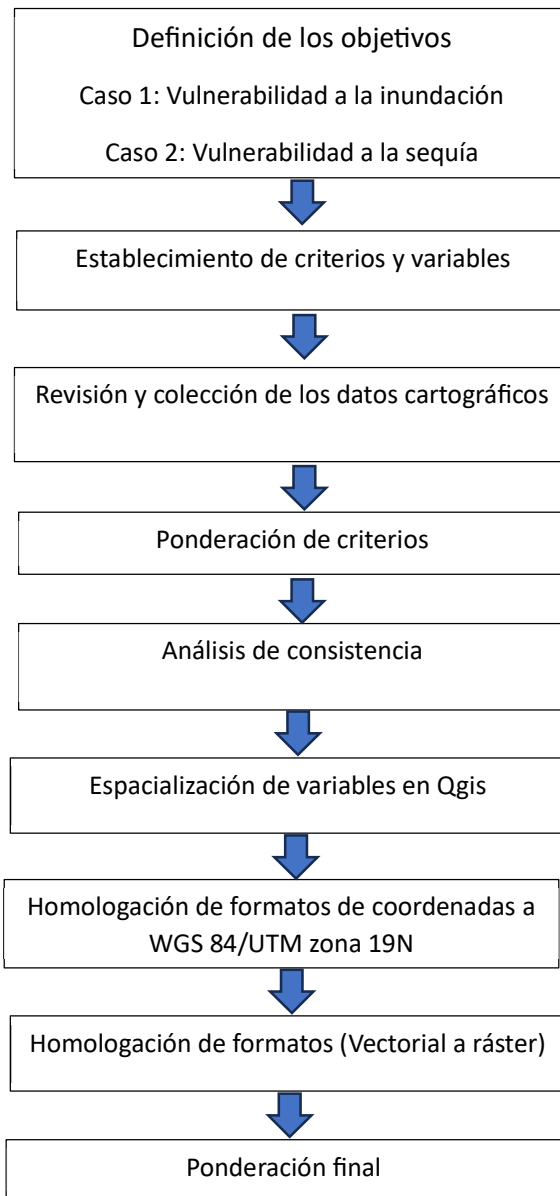 Definición de los objetivos
Caso 1: Vulnerabilidad a la inundación
Caso 2: Vulnerabilidad a la sequía
Establecimiento de criterios y variables
Revisión y colección de los datos cartográficos
Ponderación de criterios
Análisis de consistencia
Espacialización de variables en Qgis
Homologación de formatos de coordenadas a
WGS 84/UTM zona 19N
Homologación de formatos (Vectorial a ráster)
Ponderación final